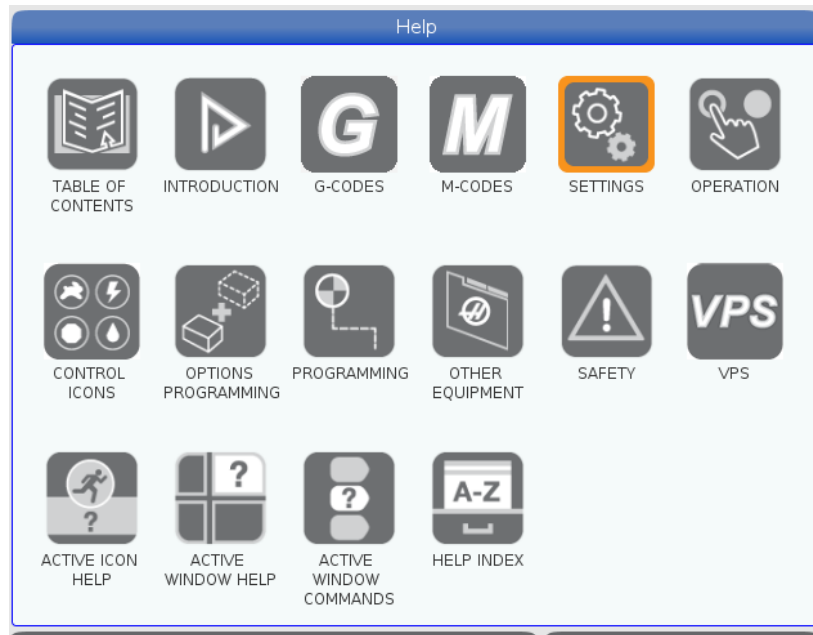 Help
TABLE OF
CONTENTS
INTRODUCTION
G
G-CODES
M
M-CODES
SETTINGS
OPERATION
CONTROL
ICONS
OPTIONS
PROGRAMMING
PROGRAMMING
OTHER
EQUIPMENT
!
SAFETY
VPS
VPS
?
ACTIVE ICON
HELP
?
ACTIVE
WINDOW HELP
?
ACTIVE
WINDOW
COMMANDS
A-Z
HELP INDEX